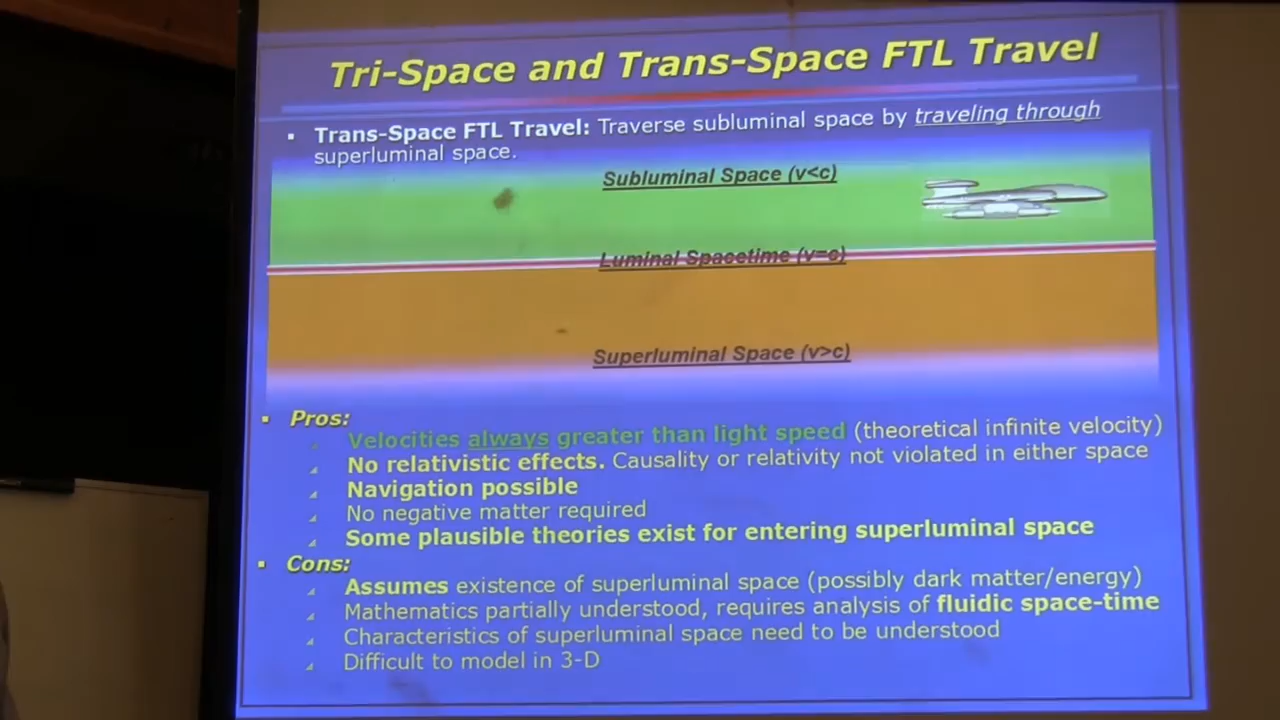 Tri-Space and Trans-Space FTL Travel
▪ Trans-Space FTL Travel: Traverse subluminal space by traveling through
superluminal space.
Subluminal Space (v<c)
Luminal Spacetime (v=c)
Superluminal Space (v>c)
▪ Pros:
Velocities always greater than light speed (theoretical infinite velocity)
No relativistic effects. Causality or relativity not violated in either space
Navigation possible
No negative matter required
Some plausible theories exist for entering superluminal space
▪ Cons:
Assumes existence of superluminal space (possibly dark matter/energy)
Mathematics partially understood, requires analysis of fluidic space-time
Characteristics of superluminal space need to be understood
Difficult to model in 3-D